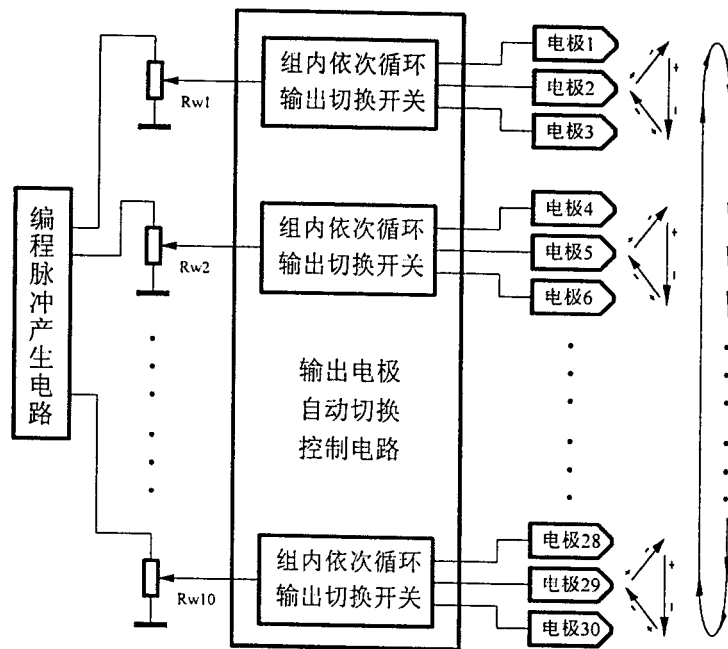 编程脉冲产生电路
Rw1
组内依次循环
输出切换开关
电极1
电极2
电极3
+
-
Rw2
组内依次循环
输出切换开关
电极4
电极5
电极6
+
-
输出电极
自动切换
控制电路
Rw10
组内依次循环
输出切换开关
电极28
电极29
电极30
+
-